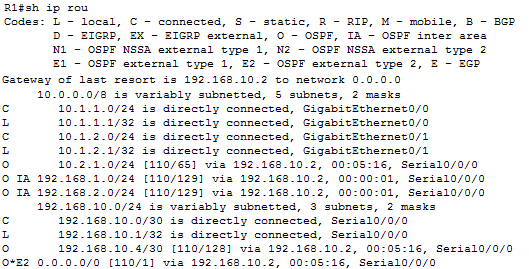 R1#sh ip rou
Codes: L - local, C - connected, S - static, R - RIP, M - mobile, B - BGP
D - EIGRP, EX - EIGRP external, O - OSPF, IA - OSPF inter area
N1 - OSPF NSSA external type 1, N2 - OSPF NSSA external type 2
E1 - OSPF external type 1, E2 - OSPF external type 2, E - EGP
Gateway of last resort is 192.168.10.2 to network 0.0.0.0
10.0.0.0/8 is variably subnetted, 5 subnets, 2 masks
C 10.1.1.0/24 is directly connected, GigabitEthernet0/0
L 10.1.1.1/32 is directly connected, GigabitEthernet0/0
C 10.1.2.0/24 is directly connected, GigabitEthernet0/1
L 10.1.2.1/32 is directly connected, GigabitEthernet0/1
O 10.2.1.0/24 [110/65] via 192.168.10.2, 00:05:16, Serial0/0/0
O IA 192.168.1.0/24 [110/129] via 192.168.10.2, 00:00:01, Serial0/0/0
O IA 192.168.2.0/24 [110/129] via 192.168.10.2, 00:00:01, Serial0/0/0
192.168.10.0/24 is variably subnetted, 3 subnets, 2 masks
C 192.168.10.0/30 is directly connected, Serial0/0/0
L 192.168.10.1/32 is directly connected, Serial0/0/0
O 192.168.10.4/30 [110/128] via 192.168.10.2, 00:05:16, Serial0/0/0
O*E2 0.0.0.0/0 [110/1] via 192.168.10.2, 00:05:16, Serial0/0/0